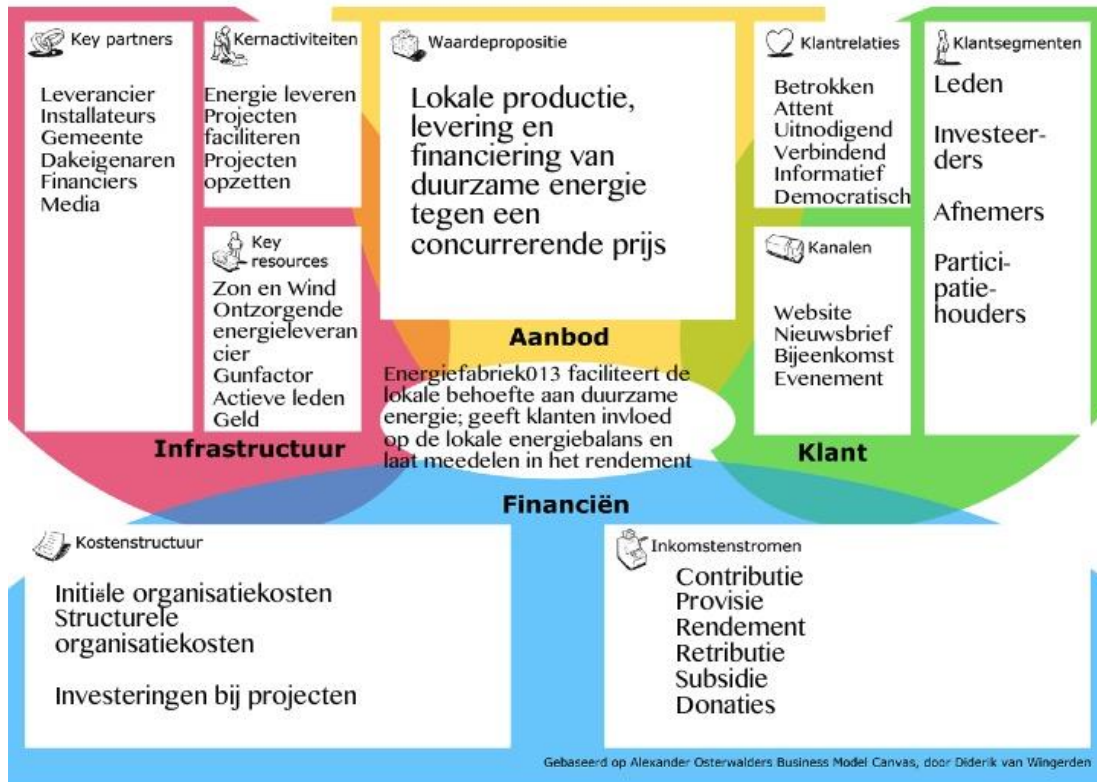 Key partners
Leverancier
Installateurs
Gemeente
Dakeigenaren
Financiers
Media
Kernactiviteiten
Energie leveren
Projecten
faciliteren
Projecten
opzetten
Key
resources
Zon en Wind
Ontzorgende
energieleveran
cier
Gunfactor
Actieve leden
Geld
Infrastructuur
Waardepropositie
Lokale productie,
levering en
financiering van
duurzame energie
tegen een
concurrerende prijs
Aanbod
Energiefabriek013 faciliteert de
lokale behoefte aan duurzame
energie; geeft klanten invloed
op de lokale energiebalans en
laat meedelen in het rendement
Klantrelaties
Betrokken
Attent
Uitnodigend
Verbindend
Informatief
Democratisch
Kanalen
Website
Nieuwsbrief
Bijeenkomst
Evenement
Klantsegmenten
Leden
Investeer-
ders
Afnemers
Partici-
patie-
houders
Klant
Financiën
Kostenstructuur
Initiële organisatiekosten
Structurele
organisatiekosten
Investeringen bij projecten
Inkomstenstromen
Contributie
Provisie
Rendement
Retributie
Subsidie
Donaties
Gebaseerd op Alexander Osterwalders Business Model Canvas, door Diderik van Wingerden